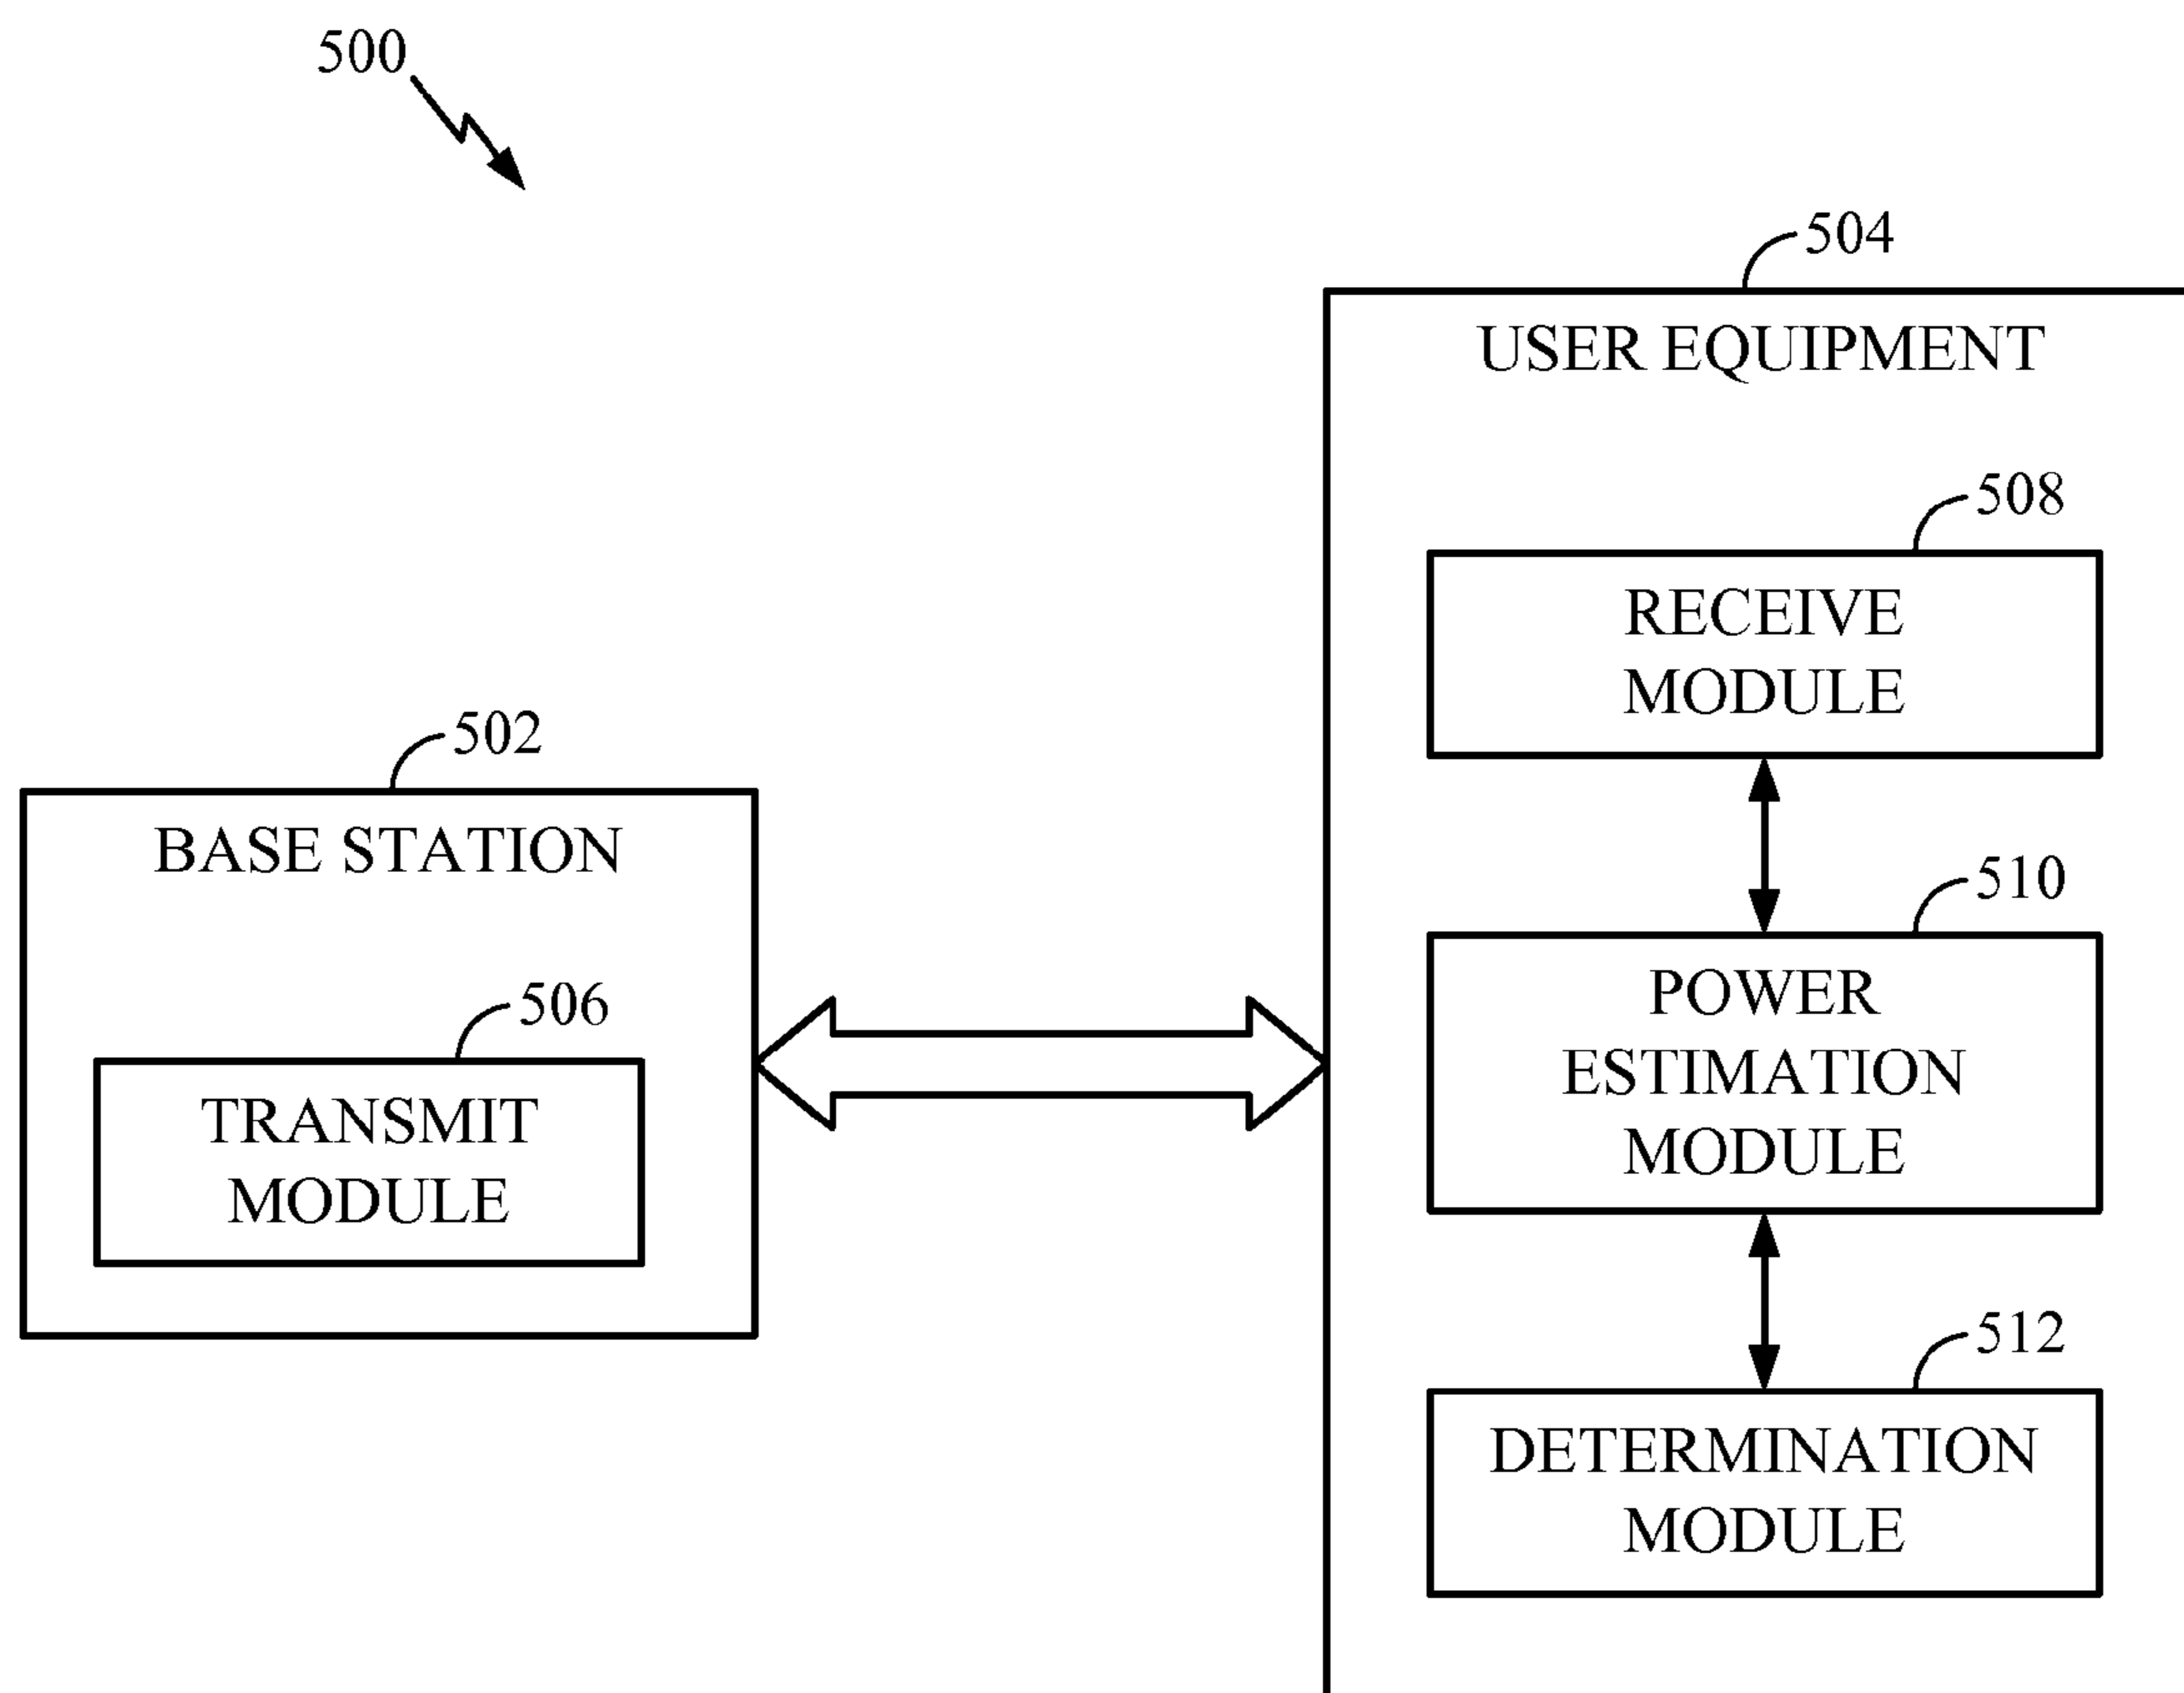 500
504
USER EQUIPMENT
508
RECEIVE
MODULE
502
BASE STATION
506
TRANSMIT
MODULE
510
POWER
ESTIMATION
MODULE
512
DETERMINATION
MODULE